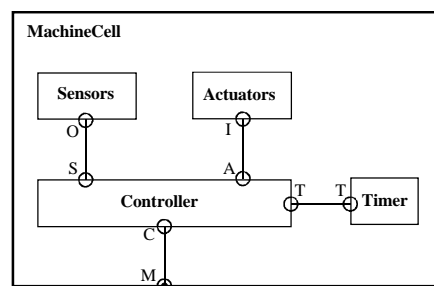 MachineCell
Sensors
Actuators
O
I
S
A
T
T
Controller
Timer
C
M